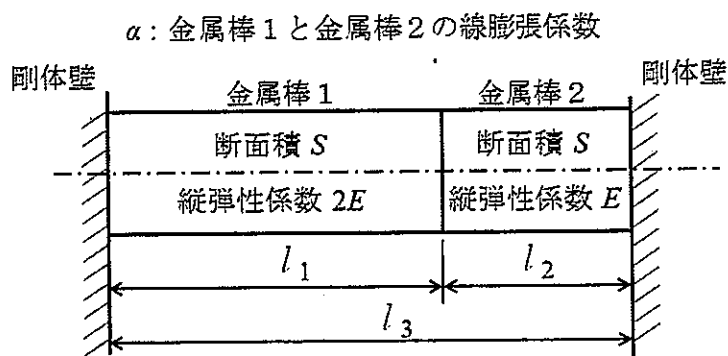 α : 金属棒1と金属棒2の線膨張係数
剛体壁
剛体壁
金属棒1
金属棒2
断面積 S
断面積 S
縦弾性係数 2E
縦弾性係数 E
l₁
l₂
l₃